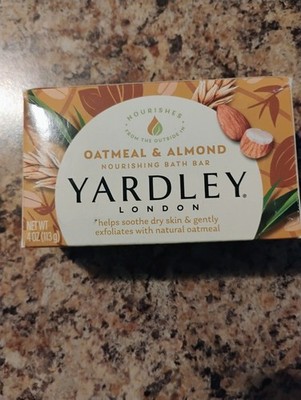 NOURISHES
FROM THE OUTSIDE IN
OATMEAL & ALMOND
NOURISHING BATH BAR
YARDLEY®
LONDON
*helps soothe dry skin & gently
exfoliates with natural oatmeal
NET WT
4 OZ (113 g)